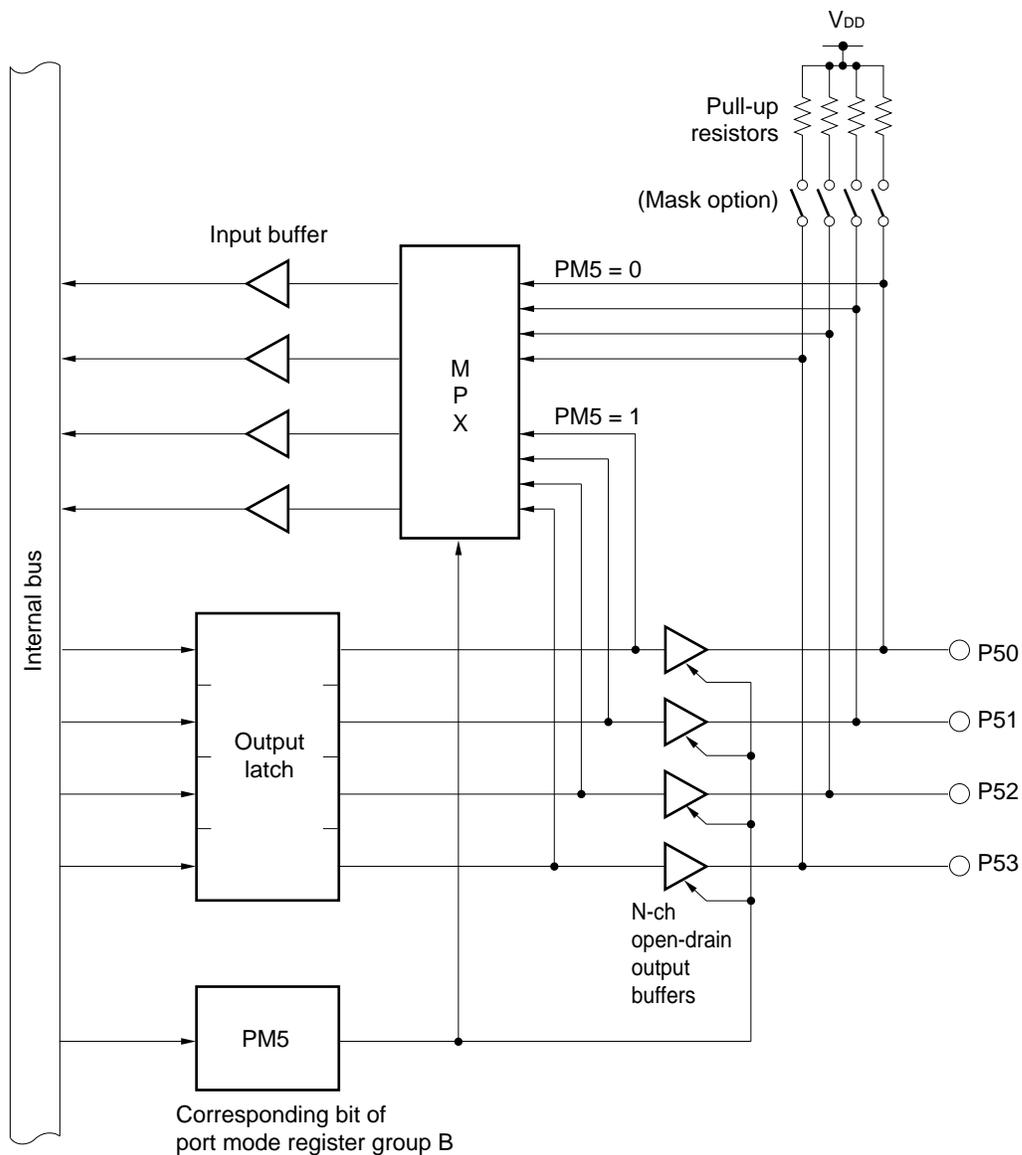 VDD
Pull-up
resistors
(Mask option)
Input buffer
PM5 = 0
M
P
X
PM5 = 1
Internal bus
P50
P51
Output
latch
P52
P53
N-ch
open-drain
output
buffers
PM5
Corresponding bit of
port mode register group B